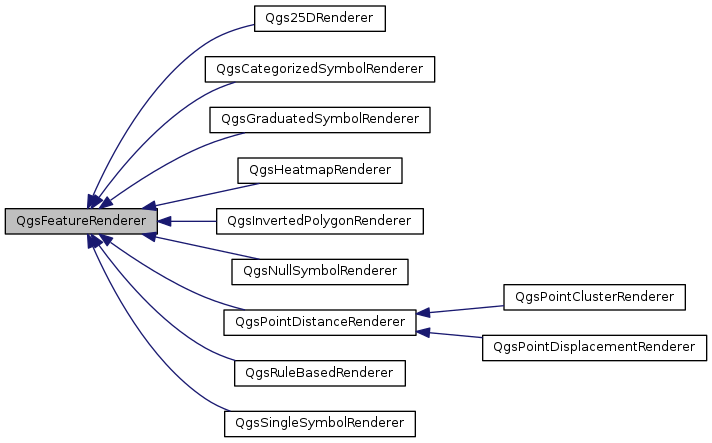 Qgs25DRenderer
QgsCategorizedSymbolRenderer
QgsGraduatedSymbolRenderer
QgsHeatmapRenderer
QgsFeatureRenderer
QgsInvertedPolygonRenderer
QgsNullSymbolRenderer
QgsPointClusterRenderer
QgsPointDistanceRenderer
QgsPointDisplacementRenderer
QgsRuleBasedRenderer
QgsSingleSymbolRenderer